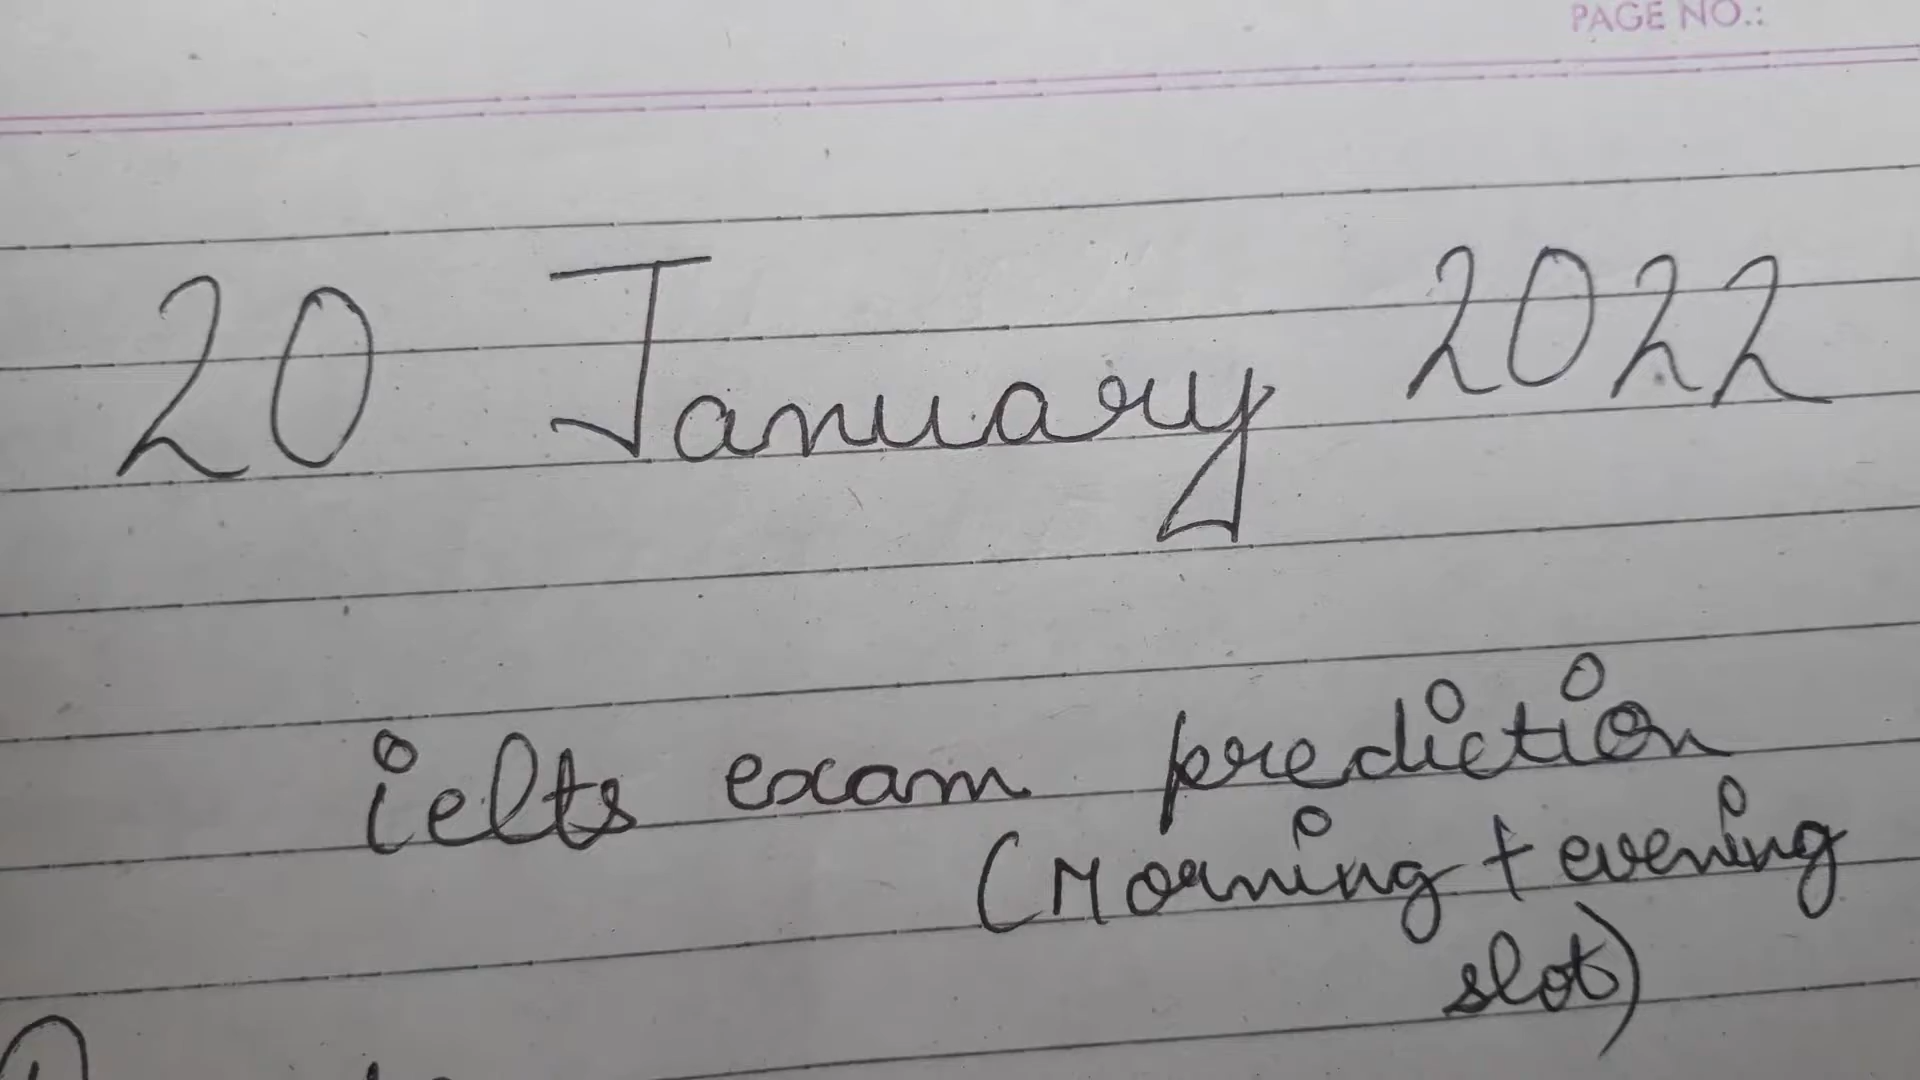 PAGE NO.:
20 January 2022
ielts exam prediction
(Morning + evening
slot)